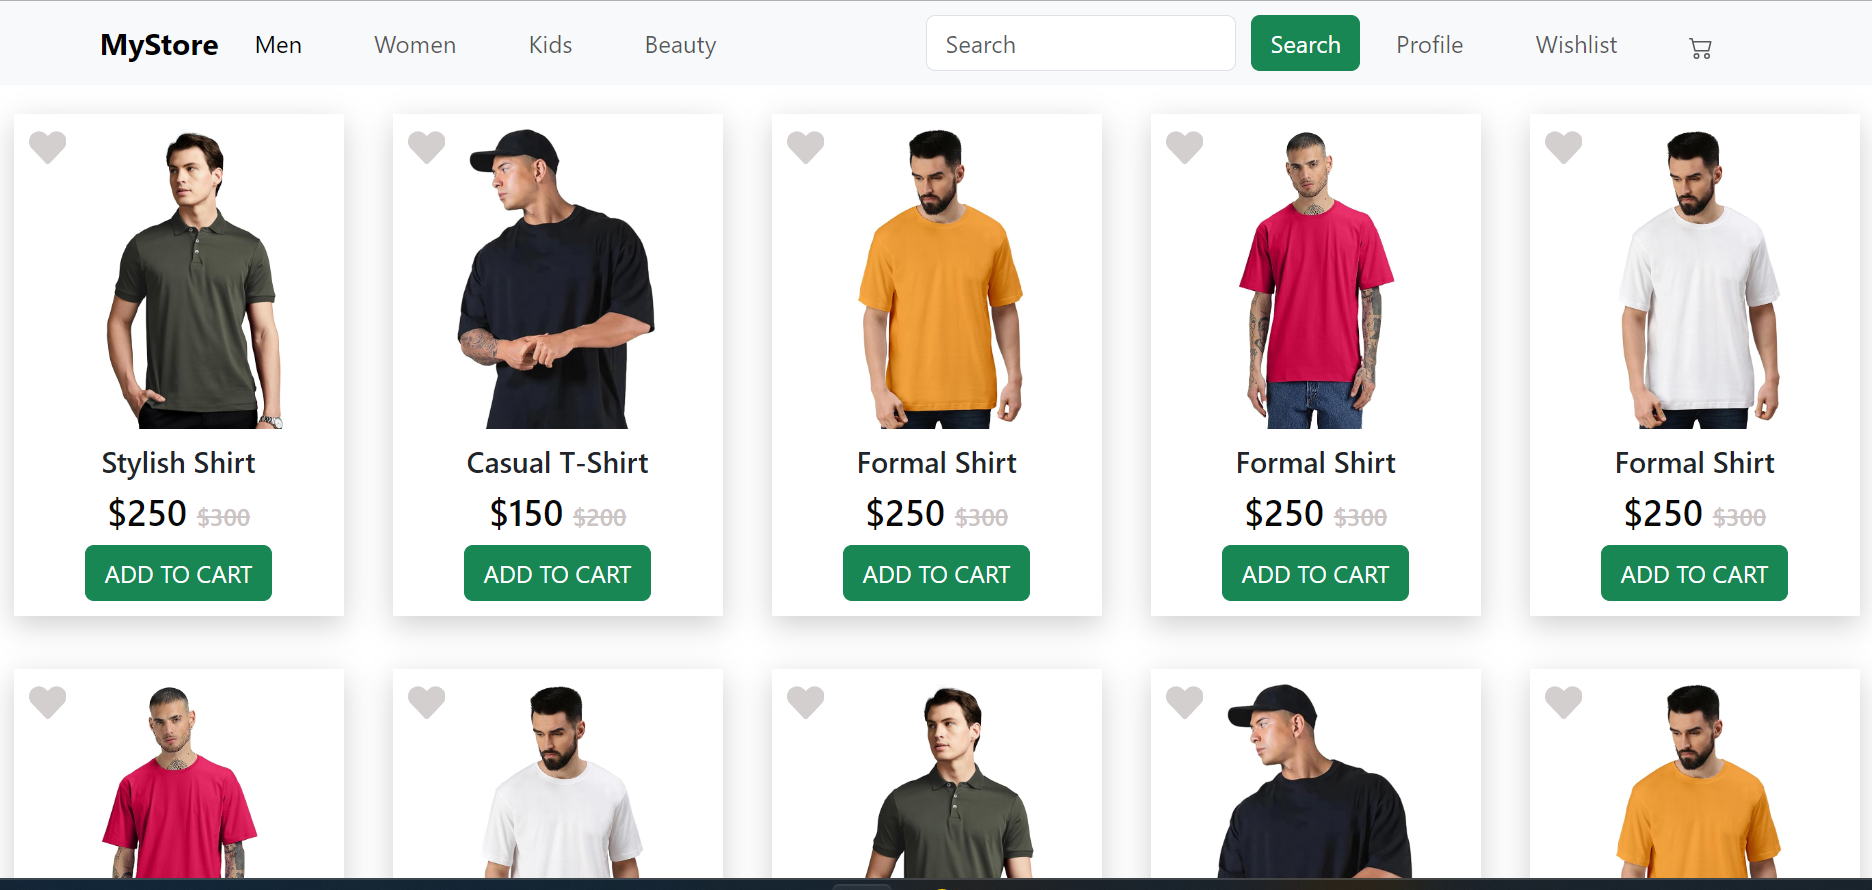 MyStore Men Women Kids Beauty Search Search Profile Wishlist
Stylish Shirt Casual T-Shirt Formal Shirt Formal Shirt Formal Shirt
$250 $300 $150 $200 $250 $300 $250 $300 $250 $300
ADD TO CART ADD TO CART ADD TO CART ADD TO CART ADD TO CART